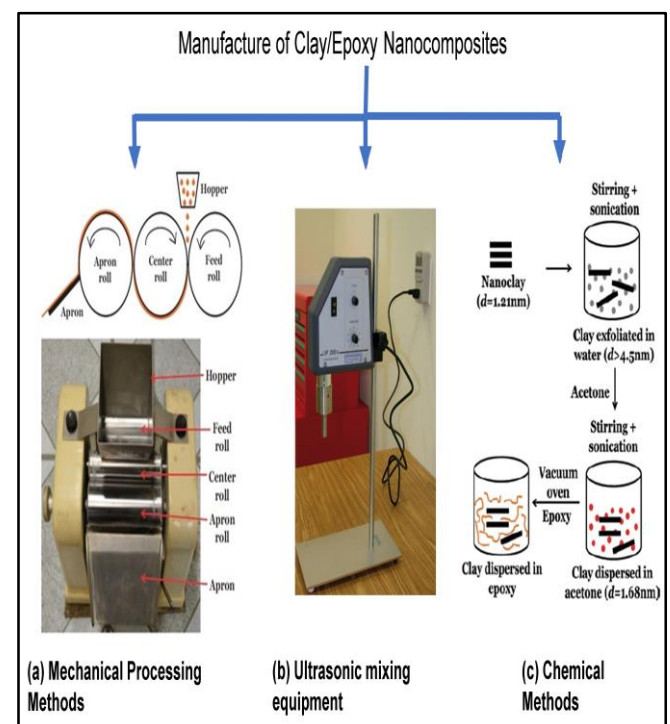 Manufacture of Clay/Epoxy Nanocomposites
Hopper
Apron
roll
Center
roll
Feed
roll
Apron
Hopper
Feed
roll
Center
roll
Apron
roll
Apron
(a) Mechanical Processing
Methods
(b) Ultrasonic mixing
equipment
Stirring +
sonication
Nanoclay
(d=1.21nm)
Clay exfoliated in
water (d>4.5nm)
Acetone
Stirring +
sonication
Vacuum
oven
Epoxy
Clay dispersed in
epoxy
Clay dispersed in
acetone (d=1.68nm)
(c) Chemical
Methods